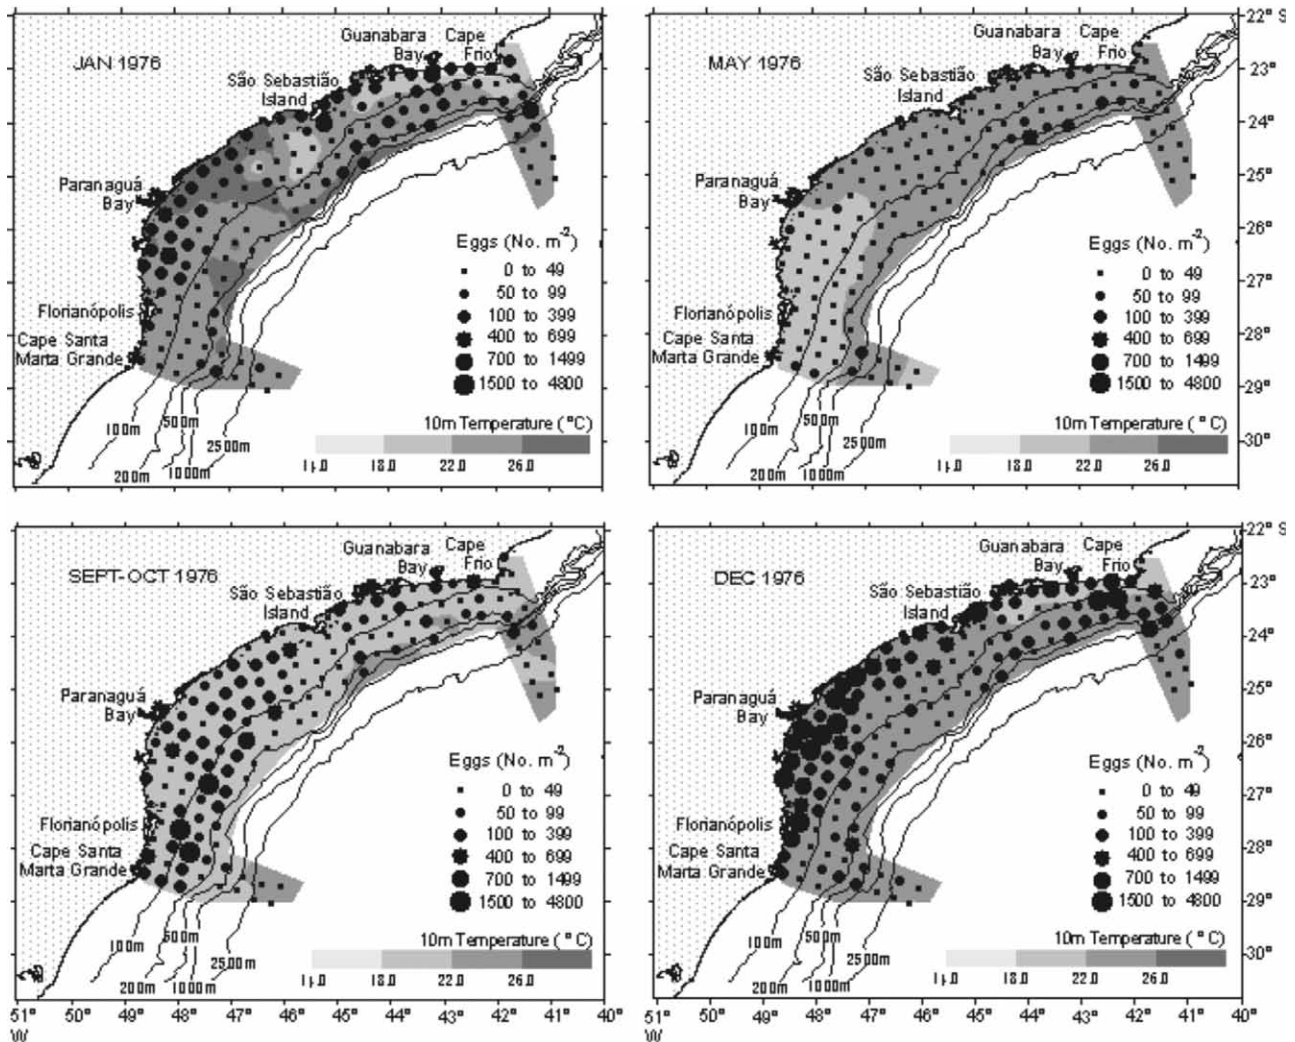 JAN 1976
Guanabara Cape
Bay Frio
São Sebastião
Island
Paranaguá
Bay
Florianópolis
Cape Santa
Marta Grande
Eggs (No. m-2)
0 to 49
50 to 99
100 to 399
400 to 699
700 to 1499
1500 to 4800
10m Temperature (°C)
18.0 22.0 26.0
100m 500m
200m 1000m 2500m
MAY 1976
Guanabara Cape
Bay Frio
São Sebastião
Island
Paranaguá
Bay
Florianópolis
Cape Santa
Marta Grande
Eggs (No. m-2)
0 to 49
50 to 99
100 to 399
400 to 699
700 to 1499
1500 to 4800
10m Temperature (°C)
18.0 22.0 26.0
100m 500m
200m 1000m 2500m
22° S
23°
24°
25°
26°
27°
28°
29°
30°
SEPT-OCT 1976
Guanabara Cape
Bay Frio
São Sebastião
Island
Paranaguá
Bay
Florianópolis
Cape Santa
Marta Grande
Eggs (No. m-2)
0 to 49
50 to 99
100 to 399
400 to 699
700 to 1499
1500 to 4800
10m Temperature (°C)
18.0 22.0 26.0
100m 500m
200m 1000m 2500m
51° 50° 49° 48° 47° 46° 45° 44° 43° 42° 41° 40°
W
DEC 1976
Guanabara Cape
Bay Frio
São Sebastião
Island
Paranaguá
Bay
Florianópolis
Cape Santa
Marta Grande
Eggs (No. m-2)
0 to 49
50 to 99
100 to 399
400 to 699
700 to 1499
1500 to 4800
10m Temperature (°C)
18.0 22.0 26.0
100m 500m
200m 1000m 2500m
22° S
23°
24°
25°
26°
27°
28°
29°
30°
51° 50° 49° 48° 47° 46° 45° 44° 43° 42° 41° 40°
W